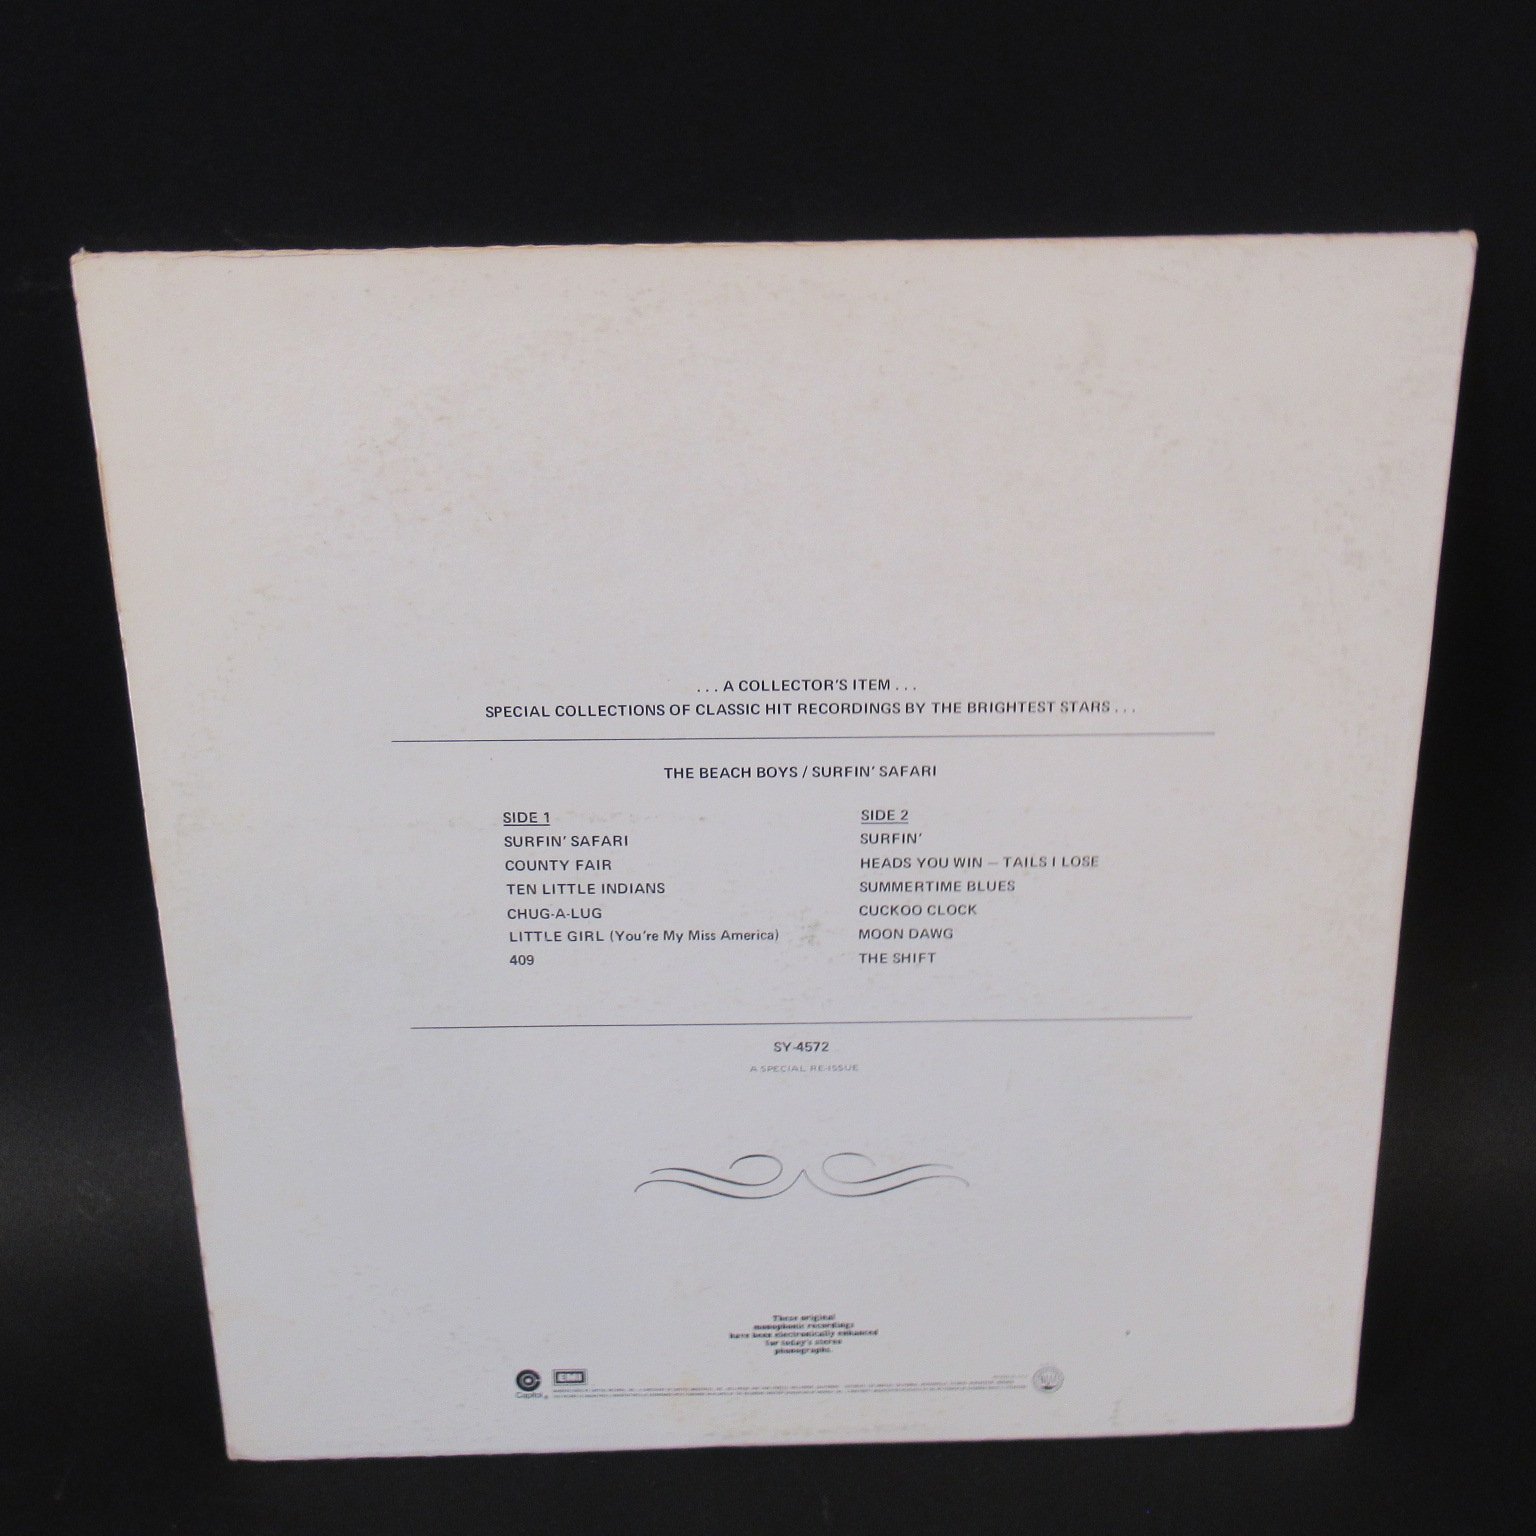 . . . A COLLECTOR'S ITEM . . .
SPECIAL COLLECTIONS OF CLASSIC HIT RECORDINGS BY THE BRIGHTEST STARS . . .
THE BEACH BOYS / SURFIN' SAFARI
SIDE 1
SURFIN' SAFARI
COUNTY FAIR
TEN LITTLE INDIANS
CHUG-A-LUG
LITTLE GIRL (You're My Miss America)
409
SIDE 2
SURFIN'
HEADS YOU WIN — TAILS I LOSE
SUMMERTIME BLUES
CUCKOO CLOCK
MOON DAWG
THE SHIFT
SY-4572
A SPECIAL RE-ISSUE
These original
monophonic recordings
have been electronically enhanced
for today's stereo
phonographs.
Capitol
EMI